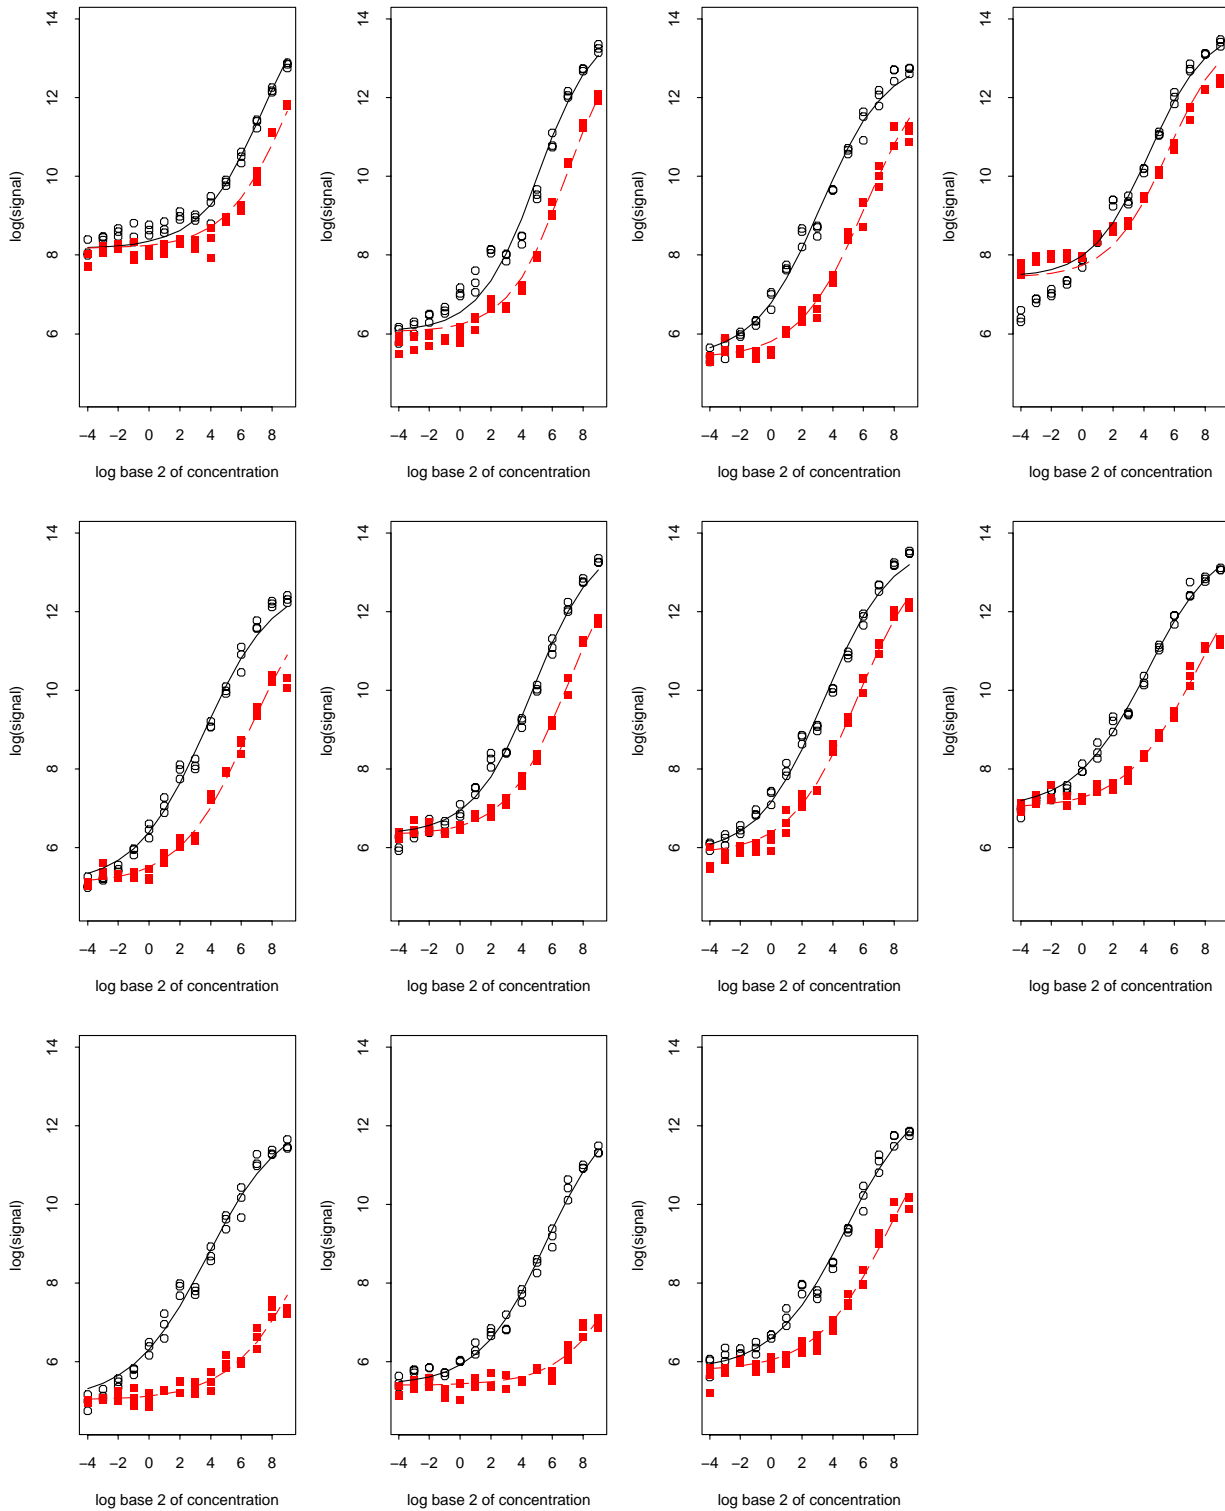 14 14 14 14
12 12 12 12
log(signal) log(signal) log(signal) log(signal)
10 10 10 10
8 8 8 8
6 6 6 6
−4 −2 0 2 4 6 8 −4 −2 0 2 4 6 8 −4 −2 0 2 4 6 8 −4 −2 0 2 4 6 8
log base 2 of concentration log base 2 of concentration log base 2 of concentration log base 2 of concentration
14 14 14 14
12 12 12 12
log(signal) log(signal) log(signal) log(signal)
10 10 10 10
8 8 8 8
6 6 6 6
−4 −2 0 2 4 6 8 −4 −2 0 2 4 6 8 −4 −2 0 2 4 6 8 −4 −2 0 2 4 6 8
log base 2 of concentration log base 2 of concentration log base 2 of concentration log base 2 of concentration
14 14 14
12 12 12
log(signal) log(signal) log(signal)
10 10 10
8 8 8
6 6 6
−4 −2 0 2 4 6 8 −4 −2 0 2 4 6 8 −4 −2 0 2 4 6 8
log base 2 of concentration log base 2 of concentration log base 2 of concentration